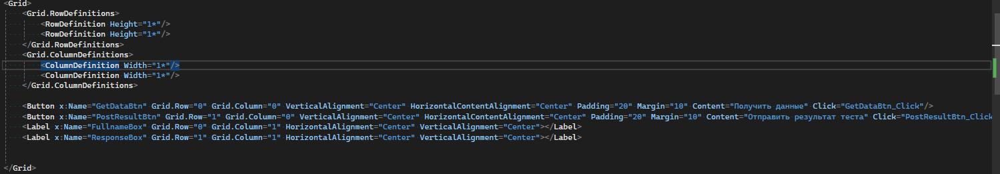 <Grid>
<Grid.RowDefinitions>
<RowDefinition Height="1*"/>
<RowDefinition Height="1*"/>
</Grid.RowDefinitions>
<Grid.ColumnDefinitions>
<ColumnDefinition Width="1*"/>
<ColumnDefinition Width="1*"/>
</Grid.ColumnDefinitions>
<Button x:Name="GetDataBtn" Grid.Row="0" Grid.Column="0" VerticalAlignment="Center" HorizontalContentAlignment="Center" Padding="20" Margin="10" Content="Получить данные" Click="GetDataBtn_Click"/>
<Button x:Name="PostResultBtn" Grid.Row="1" Grid.Column="0" VerticalAlignment="Center" HorizontalContentAlignment="Center" Padding="20" Margin="10" Content="Отправить результат теста" Click="PostResultBtn_Click
<Label x:Name="FullnameBox" Grid.Row="0" Grid.Column="1" HorizontalAlignment="Center" VerticalAlignment="Center"></Label>
<Label x:Name="ResponseBox" Grid.Row="1" Grid.Column="1" HorizontalAlignment="Center" VerticalAlignment="Center"></Label>
</Grid>